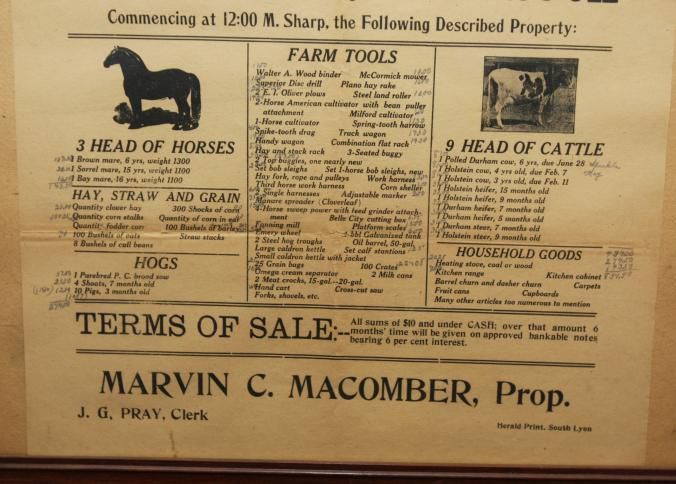 Commencing at 12:00 M. Sharp, the Following Described Property:
3 HEAD OF HORSES
1 Brown mare, 6 yrs, weight 1300
1 Sorrel mare, 15 yrs, weight 1100
1 Bay mare, 16 yrs, weight 1100
HAY, STRAW AND GRAIN
Quantity clover hay 300 Shocks of corn
Quantity corn stalks Quantity of corn in ear
Quantity fodder corn 100 Bushels of barley
100 Bushels of oats Straw stacks
8 Bushels of cull beans
HOGS
1 Purebred P. C. brood sow
4 Shoats, 7 months old
10 Pigs, 3 months old
FARM TOOLS
Walter A. Wood binder McCormick mower
Superior Disc drill Plano hay rake
2 E. I. Oliver plows Steel land roller
2-Horse American cultivator with bean puller
attachment Milford cultivator
1-Horse cultivator Spring-tooth harrow
Spike-tooth drag Truck wagon
Handy wagon Combination flat rack
Hay and stock rack 3-Seated buggy
2 Top buggies, one nearly new
Set bob sleighs Set 1-horse bob sleighs, new
Hay fork, rope and pulleys Work harness
Third horse work harness Corn sheller
2 Single harnesses Adjustable marker
Manure spreader (Cloverleaf)
4-Horse sweep power with feed grinder attach-
ment Belle City cutting box
Fanning mill Platform scales
Emery wheel 4-bbl Galvanized tank
2 Steel hog troughs Oil barrel, 50-gal.
Large caldron kettle Set calf stantions
Small caldron kettle with jacket
25 Grain bags 100 Crates
Omega cream separator 2 Milk cans
2 Meat crocks, 15-gal.--20-gal.
Hand cart Cross-cut saw
Forks, shovels, etc.
9 HEAD OF CATTLE
1 Polled Durham cow, 6 yrs, due June 28
1 Holstein cow, 4 yrs old, due Feb. 7
1 Holstein cow, 3 yrs old, due Feb. 11
1 Holstein heifer, 15 months old
1 Holstein heifer, 9 months old
1 Durham heifer, 7 months old
1 Durham heifer, 5 months old
1 Durham steer, 7 months old
1 Holstein steer, 9 months old
HOUSEHOLD GOODS
Heating stove, coal or wood
Kitchen range Kitchen cabinet
Barrel churn and dasher churn Carpets
Fruit cans Cupboards
Many other articles too numerous to mention
TERMS OF SALE:-- All sums of $10 and under CASH; over that amount 6
months' time will be given on approved bankable notes
bearing 6 per cent interest.
MARVIN C. MACOMBER, Prop.
J. G. PRAY, Clerk
Herald Print, South Lyon